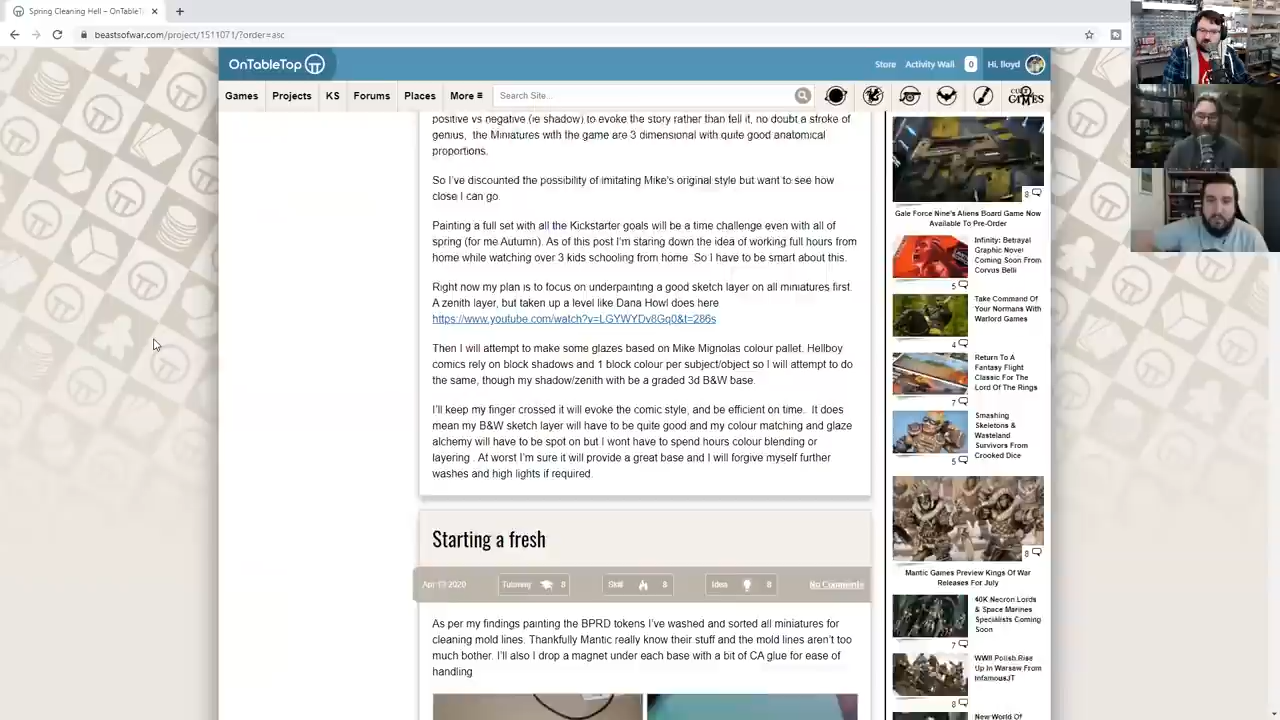 Spring Cleaning Hell – OnTableT
beastsofwar.com/project/1511071/?order=asc
OnTableTop
Store
Activity Wall
0
Hi, lloyd
Games
Projects
KS
Forums
Places
More
Search Site...
positive vs negative (ie shadow) to evoke the story rather than tell it, no doubt a stroke of
Miniatures with the game are 3 dimensional with quite good anatomical
proportions.
So I've dismissed the possibility of imitating Mike's original style but want to see how
close I can go.
Painting a full set with all the Kickstarter goals will be a time challenge even with all of
spring (for me Autumn). As of this post I'm staring down the idea of working full hours from
home while watching over 3 kids schooling from home. So I have to be smart about this.
Right now my plan is to focus on underpainting a good sketch layer on all miniatures first.
A zenith layer, but taken up a level like Dana Howl does here
https://www.youtube.com/watch?v=LGYWYDv8Gq0&t=286s
Then I will attempt to make some glazes based on Mike Mignolas colour pallet. Hellboy
comics rely on block shadows and 1 block colour per subject/object so I will attempt to do
the same, though my shadow/zenith with be a graded 3d B&W base.
I'll keep my finger crossed it will evoke the comic style, and be efficient on time. It does
mean my B&W sketch layer will have to be quite good and my colour matching and glaze
alchemy will have to be spot on but I wont have to spend hours colour blending or
layering . At worst I'm sure it will provide a great base and I will forgive myself further
washes and high lights if required.
Starting a fresh
2020
Tutoring
8
Skill
8
Idea
8
No Comments
As per my findings painting the BPRD tokens I've washed and sorted all miniatures for
cleaning mold lines. Thankfully Mantic really know their stuff and the mold lines aren't too
much bother. I'll also I drop a magnet under each base with a bit of CA glue for ease of
handing
8
Gale Force Nine's Aliens Board Game Now
Available To Pre-Order
Infinity: Betrayal
Graphic Novel
Coming Soon From
Corvus Belli
5
Take Command Of
Your Normans With
Warlord Games
4
Return To A
Fantasy Flight
Classic For The
Lord Of The Rings
7
Smashing
Skeletons &
Wasteland
Survivors From
Crooked Dice
5
8
Mantic Games Preview Kings Of War
Releases For July
40K Necron Lords
& Space Marines
Specialists Coming
Soon
7
WWII Polish Rise
Up In Warsaw From
InfamousJT
8
New World Of